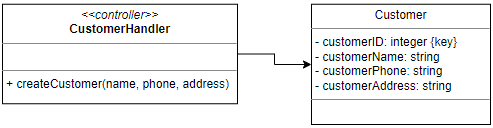 <<controller>>
CustomerHandler
+ createCustomer(name, phone, address)
Customer
- customerID: integer {key}
- customerName: string
- customerPhone: string
- customerAddress: string